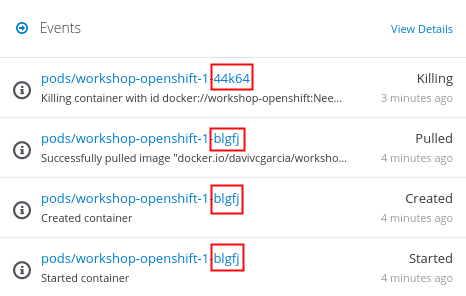 Events
View Details
pods/workshop-openshift-1-44k64
Killing
Killing container with id docker://workshop-openshift:Nee...
3 minutes ago
pods/workshop-openshift-1-blgfj
Pulled
Successfully pulled image "docker.io/davivcgarcia/worksho...
4 minutes ago
pods/workshop-openshift-1-blgfj
Created
Created container
4 minutes ago
pods/workshop-openshift-1-blgfj
Started
Started container
4 minutes ago